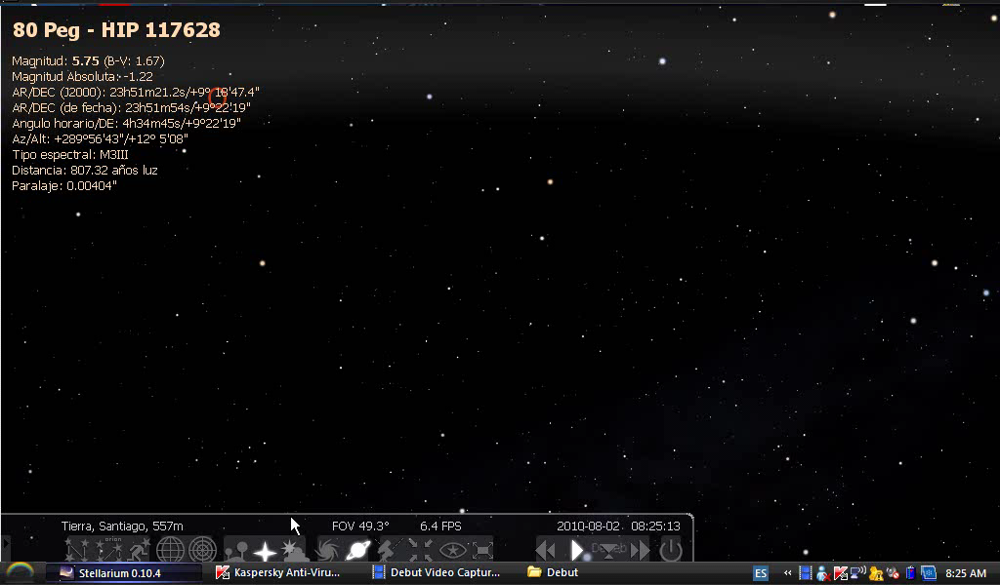 80 Peg - HIP 117628
Magnitud: 5.75 (B-V: 1.67)
Magnitud Absoluta: -1.22
AR/DEC (J2000): 23h51m21.2s/+9°18'47.4"
AR/DEC (de fecha): 23h51m54s/+9°22'19"
Angulo horario/DE: 4h34m45s/+9°22'19"
Az/Alt: +289°56'43"/+12° 5'08"
Tipo espectral: M3III
Distancia: 807.32 años luz
Paralaje: 0.00404"
Tierra, Santiago, 557m FOV 49.3° 6.4 FPS 2010-08-02 08:25:13
Stellarium 0.10.4 Kaspersky Anti-Viru... Debut Video Captur... Debut ES 8:25 AM